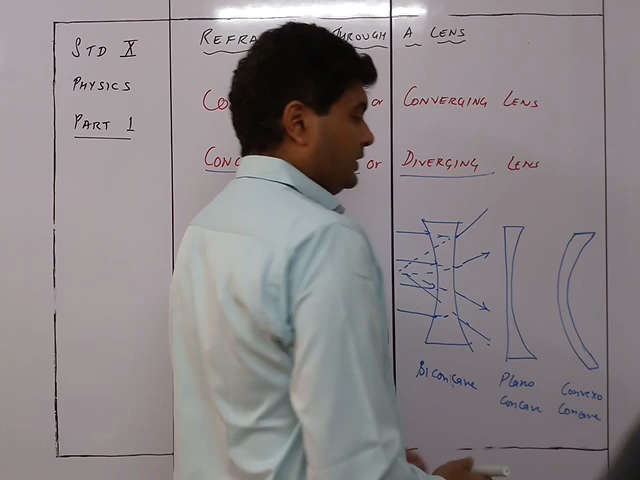 STD X
PHYSICS
PART 1
REFRA THROUGH A LENS
CO or CONVERGING LENS
CONC or DIVERGING LENS
Biconcave
Plano
Concave
Convexo
Concave